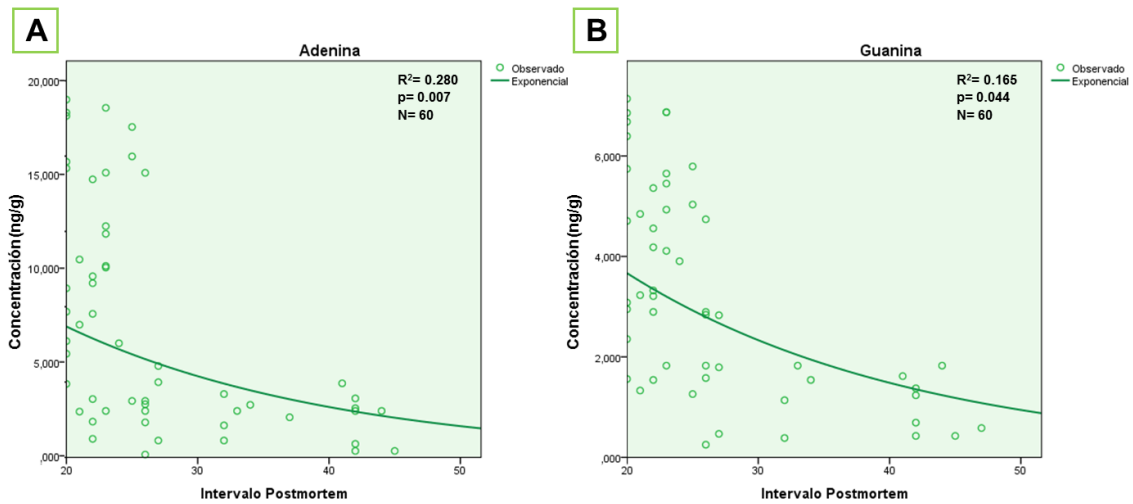 A
Adenina
Observado
Exponencial
R²= 0.280
p= 0.007
N= 60
Concentración(ng/g)
20,000
15,000
10,000
5,000
,000
20
30
40
50
Intervalo Postmortem
B
Guanina
Observado
Exponencial
R²= 0.165
p= 0.044
N= 60
Concentración(ng/g)
6,000
4,000
2,000
,000
20
30
40
50
Intervalo Postmortem